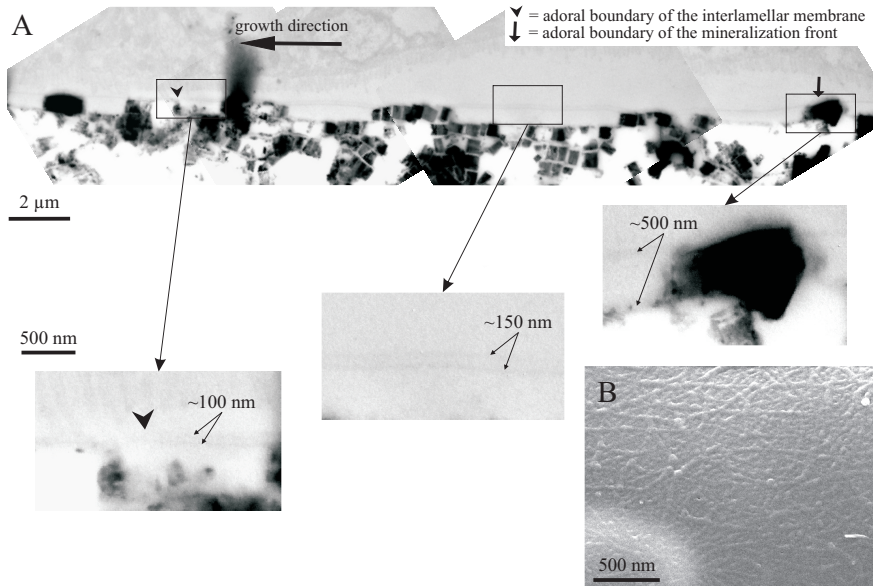 A
growth direction
= adoral boundary of the interlamellar membrane
= adoral boundary of the mineralization front
2 µm
~500 nm
~150 nm
500 nm
~100 nm
B
500 nm